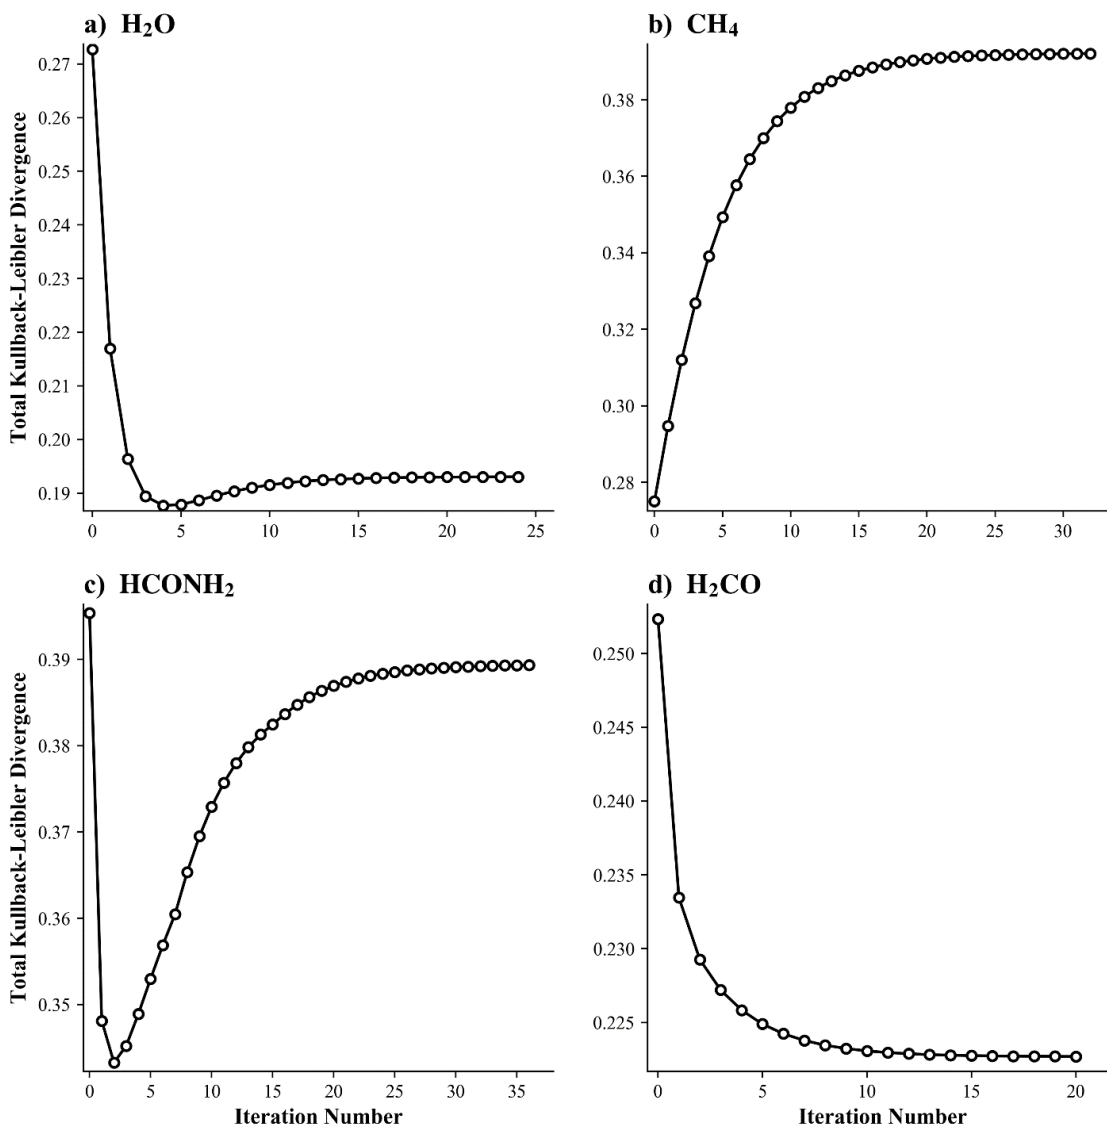 a) H₂O
Total Kullback-Leibler Divergence
0.27
0.26
0.25
0.24
0.23
0.22
0.21
0.20
0.19
0 5 10 15 20 25
b) CH₄
0.38
0.36
0.34
0.32
0.30
0.28
0 5 10 15 20 25 30
c) HCONH₂
Total Kullback-Leibler Divergence
0.39
0.38
0.37
0.36
0.35
0 5 10 15 20 25 30 35
Iteration Number
d) H₂CO
0.250
0.245
0.240
0.235
0.230
0.225
0 5 10 15 20
Iteration Number